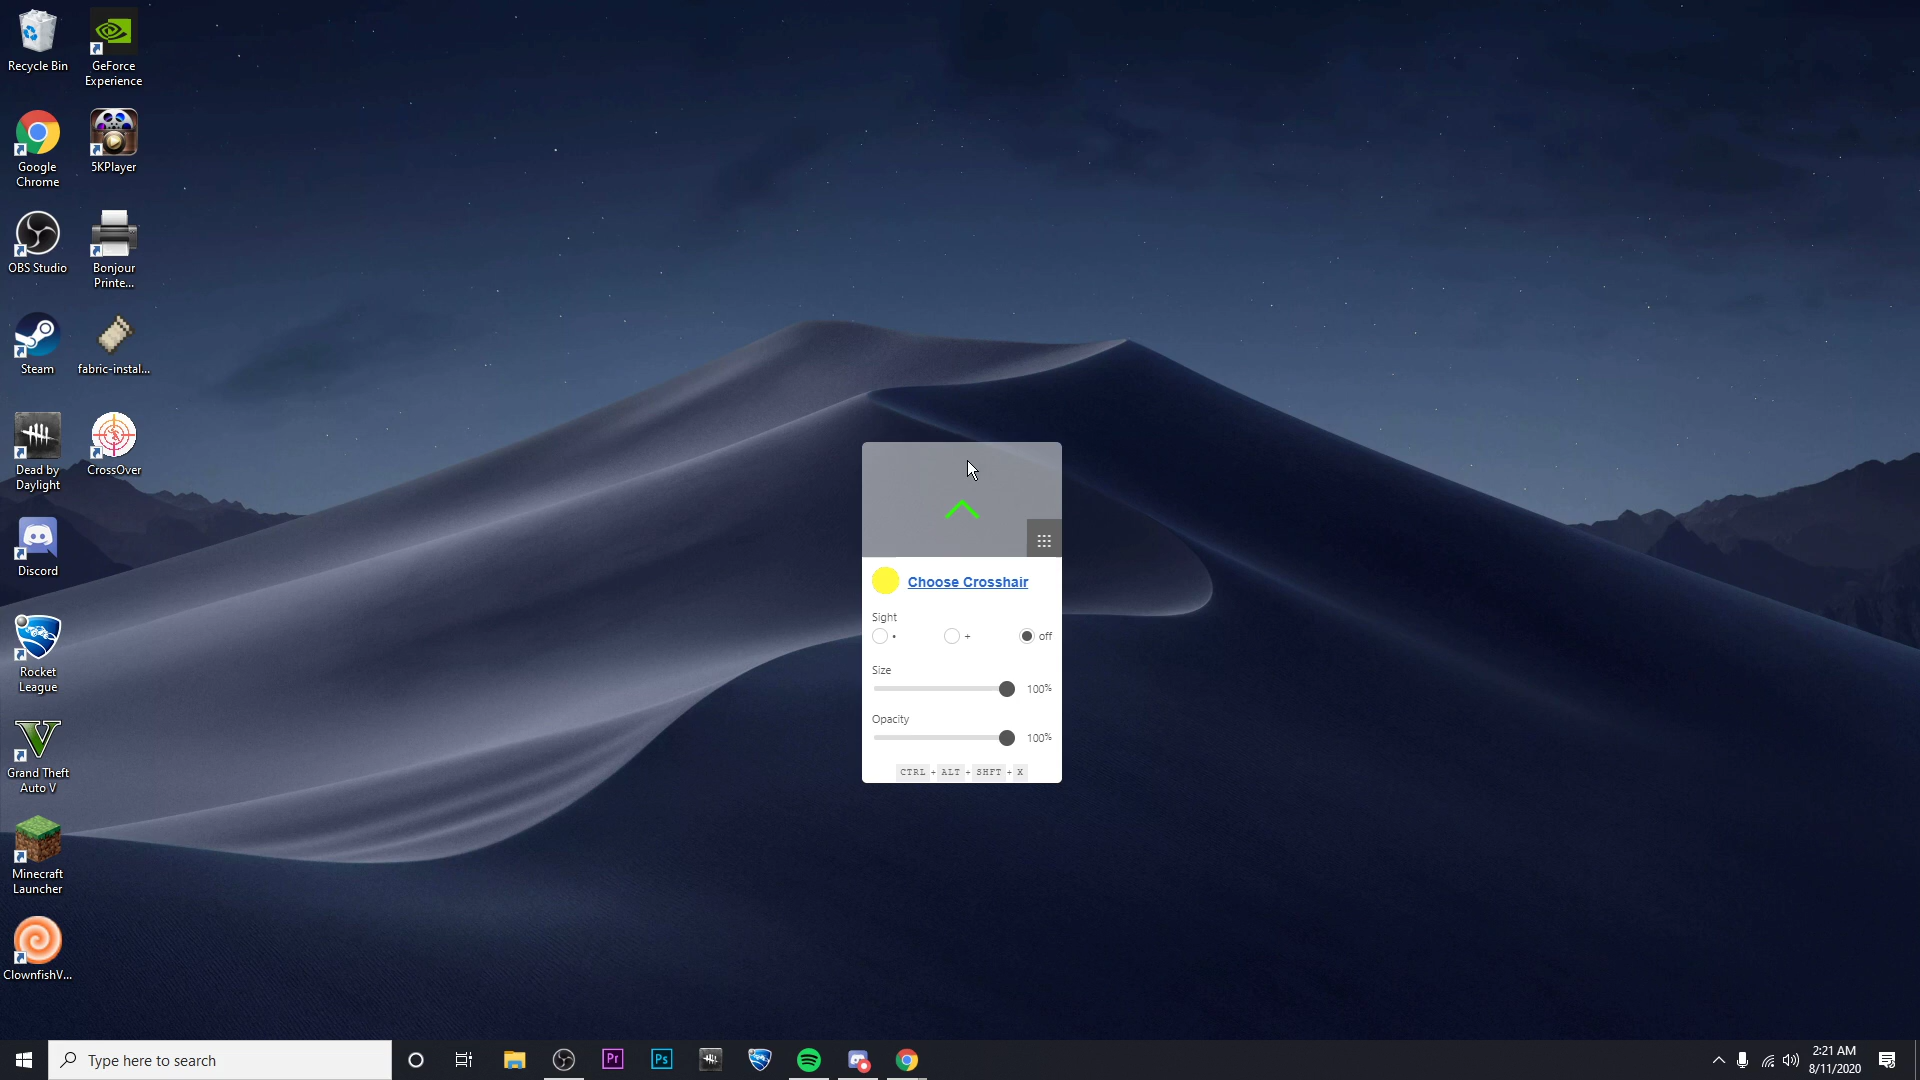 Recycle Bin
GeForce
Experience
Google
Chrome
5KPlayer
OBS Studio
Bonjour
Printe...
Steam
fabric-instal...
Dead by
Daylight
CrossOver
Discord
Rocket
League
Grand Theft
Auto V
Minecraft
Launcher
ClownfishV...
Choose Crosshair
Sight
• + off
Size
100%
Opacity
100%
CTRL + ALT + SHFT + X
Type here to search
Pr
Ps
2:21 AM
8/11/2020